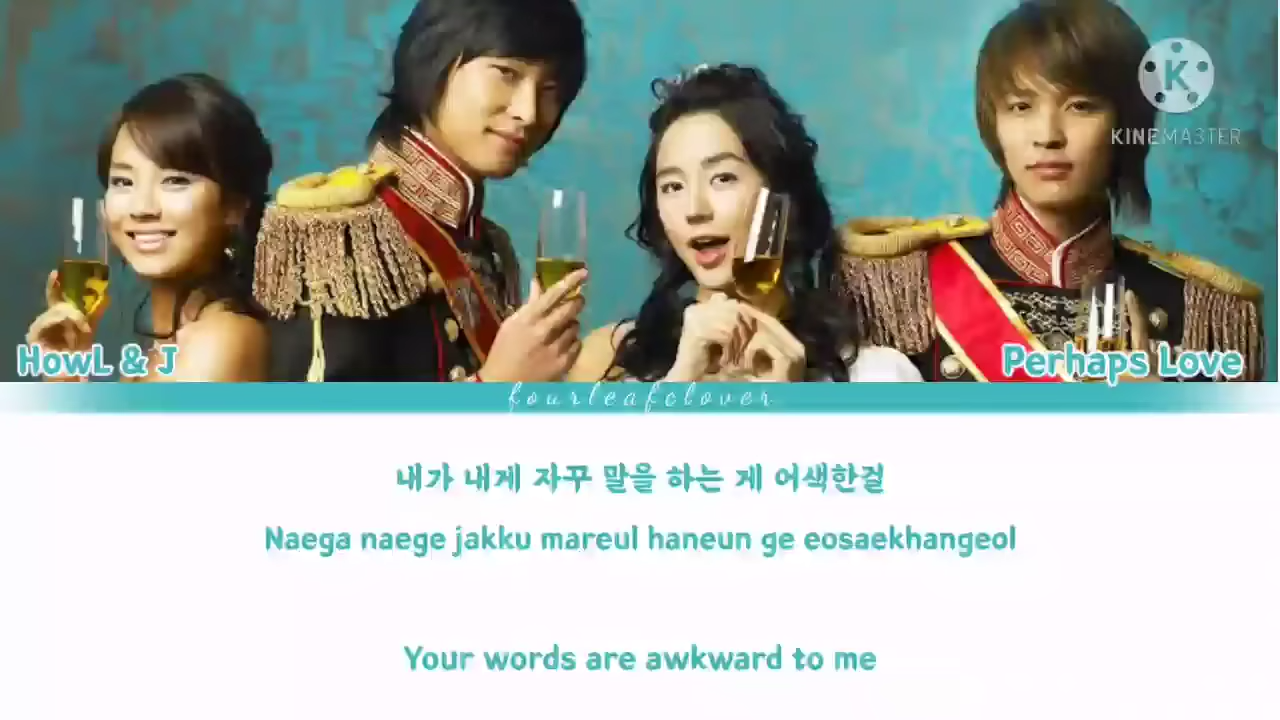 KINEMASTER
HowL & J
Perhaps Love
fourleafclover
내가 내게 자꾸 말을 하는 게 어색한걸
Naega naege jakku mareul haneun ge eosaekhangeol
Your words are awkward to me